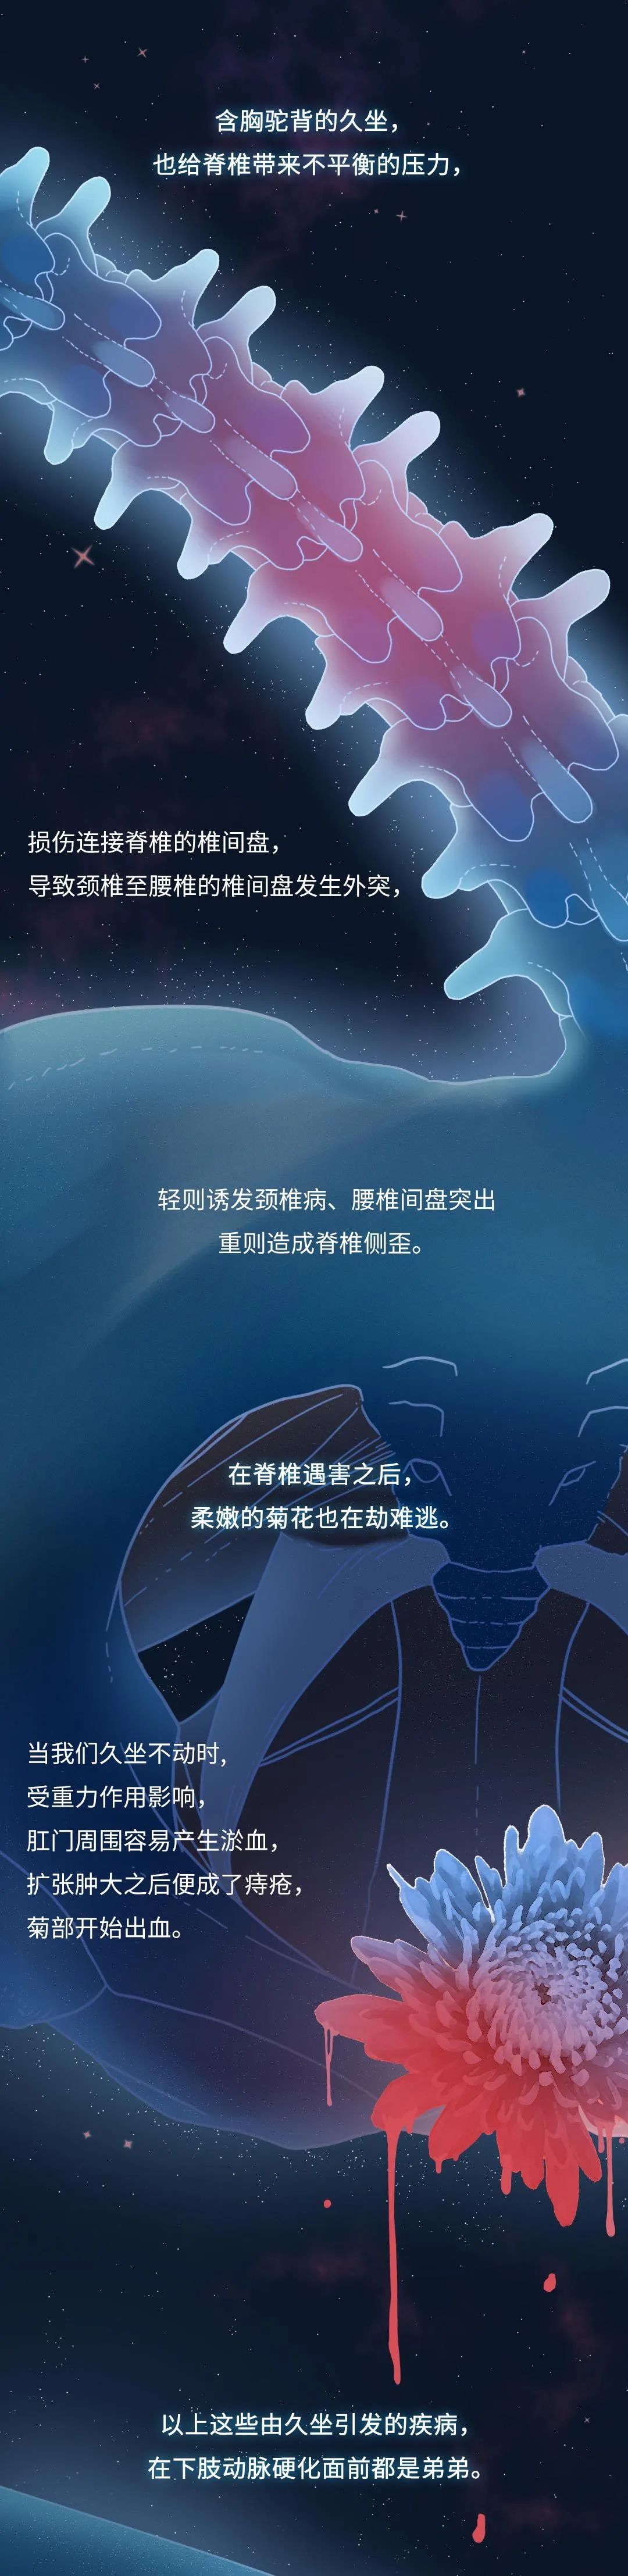 含胸驼背的久坐，
也给脊椎带来不平衡的压力，
损伤连接脊椎的椎间盘，
导致颈椎至腰椎的椎间盘发生外突，
轻则诱发颈椎病、腰椎间盘突出
重则造成脊椎侧歪。
在脊椎遇害之后，
柔嫩的菊花也在劫难逃。
当我们久坐不动时，
受重力作用影响，
肛门周围容易产生淤血，
扩张肿大之后便成了痔疮，
菊部开始出血。
以上这些由久坐引发的疾病，
在下肢动脉硬化面前都是弟弟。